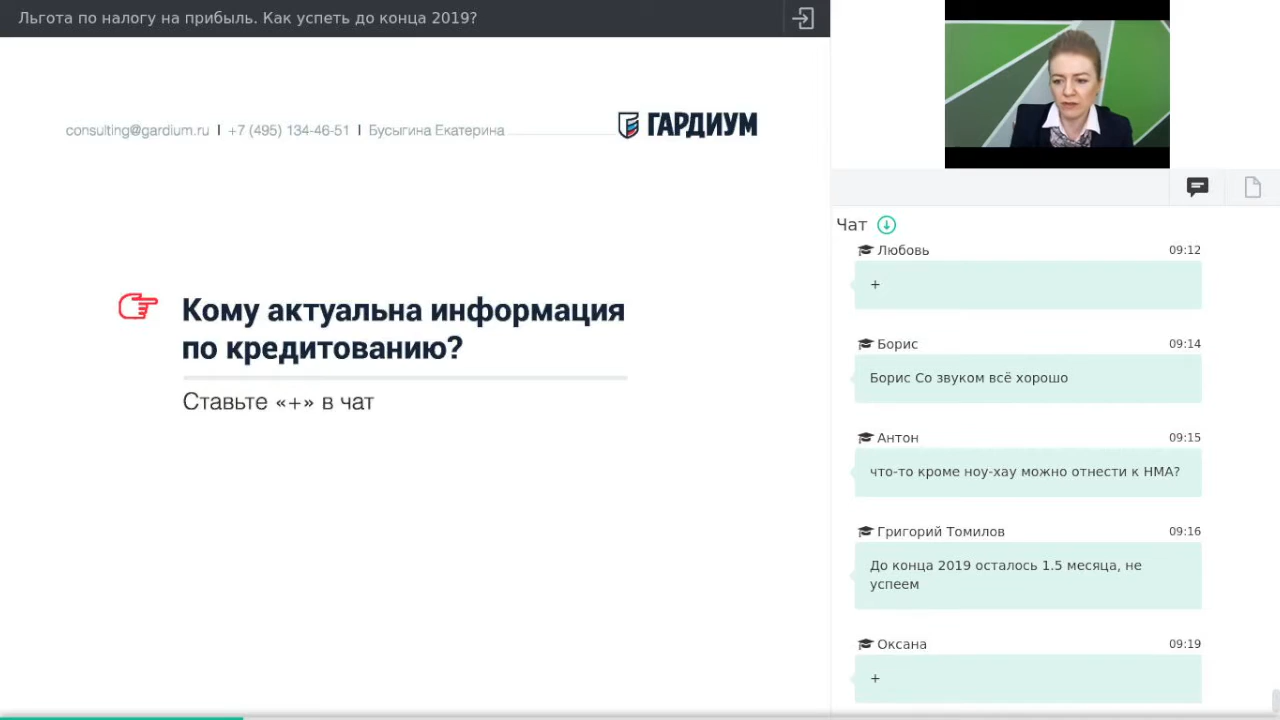 Льгота по налогу на прибыль. Как успеть до конца 2019?
consulting@gardium.ru | +7 (495) 134-46-51 | Бусыгина Екатерина
ГАРДИУМ
Кому актуальна информация
по кредитованию?
Ставьте «+» в чат
Чат
Любовь 09:12
+
Борис 09:14
Борис Со звуком всё хорошо
Антон 09:15
что-то кроме ноу-хау можно отнести к НМА?
Григорий Томилов 09:16
До конца 2019 осталось 1.5 месяца, не
успеем
Оксана 09:19
+